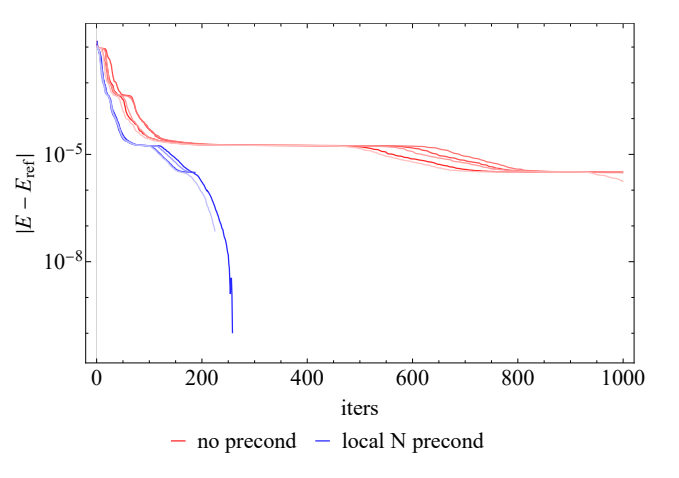 |E − E_ref|
10^−5
10^−8
0 200 400 600 800 1000
iters
no precond local N precond